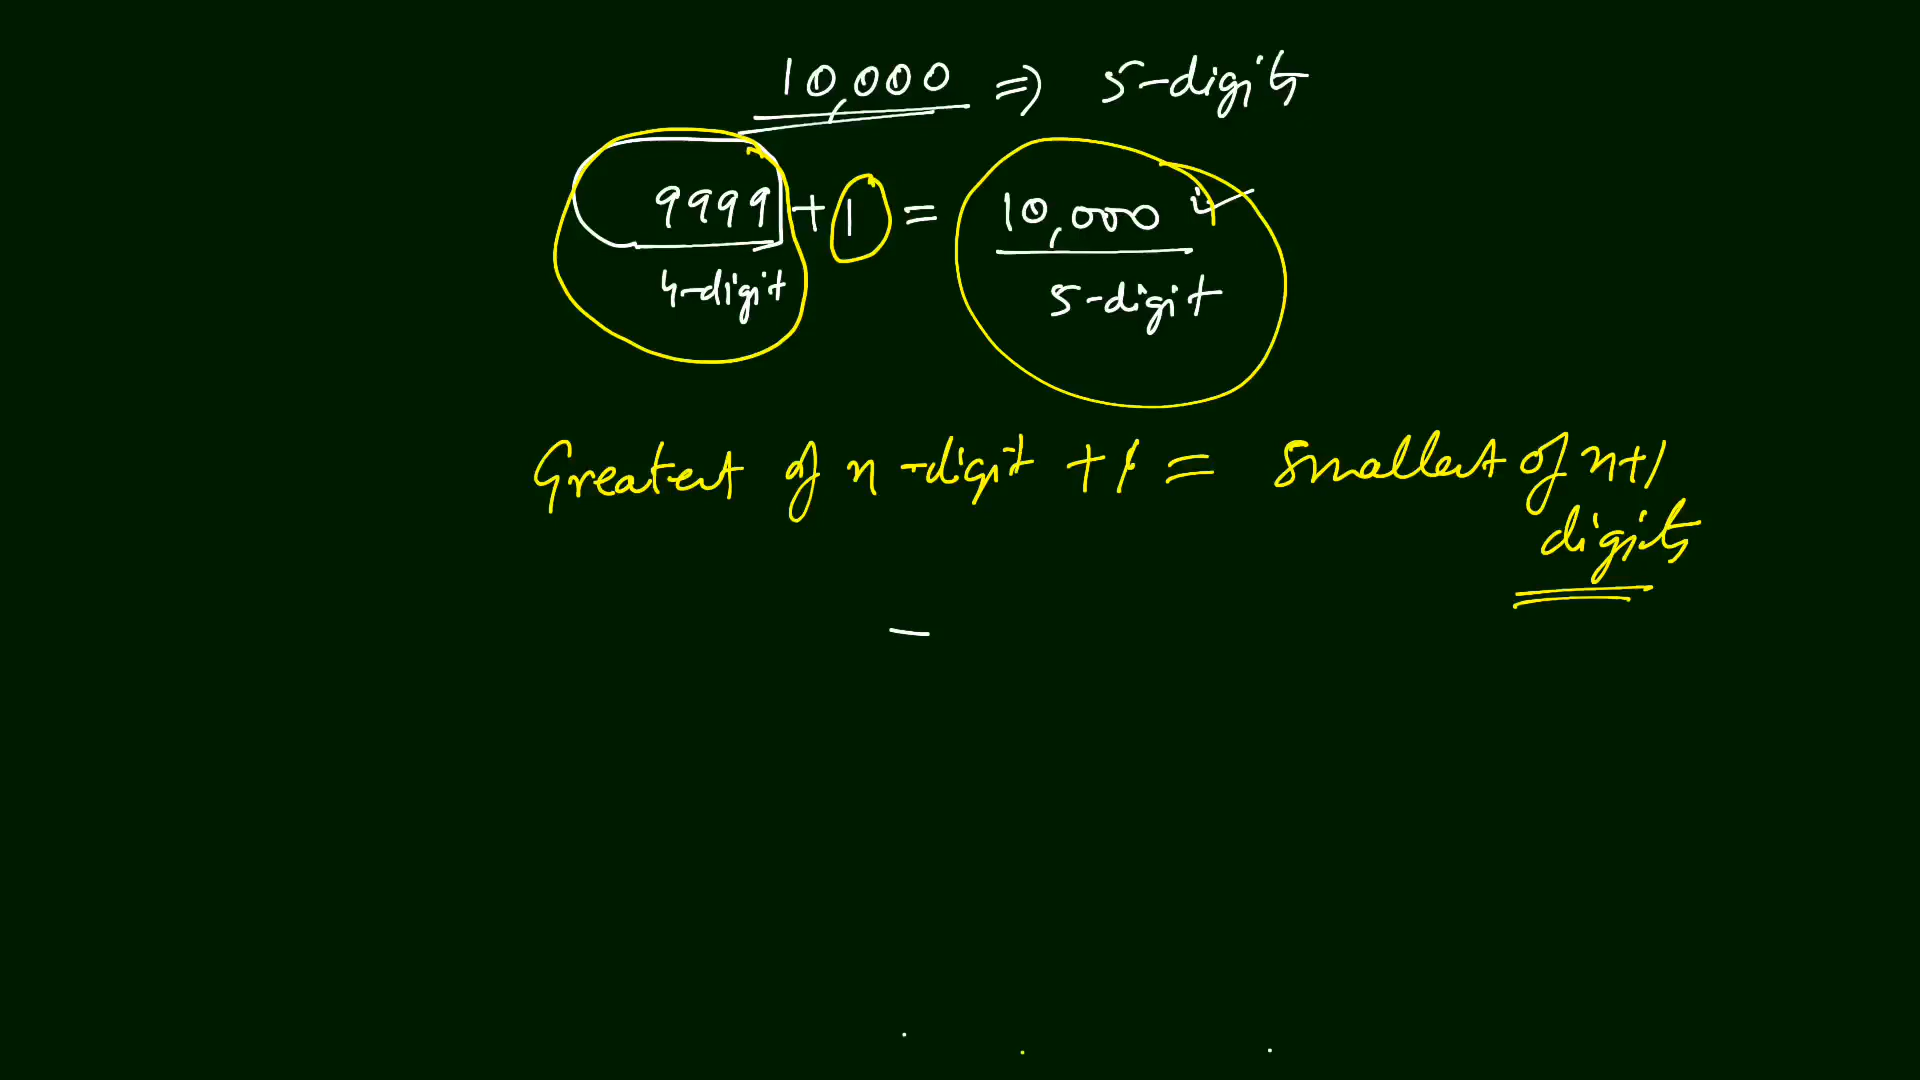 10,000 ⇒ 5-digits
9999 + 1 = 10,000
4-digit 5-digit
Greatest of n-digit + 1 = Smallest of n+1
digits